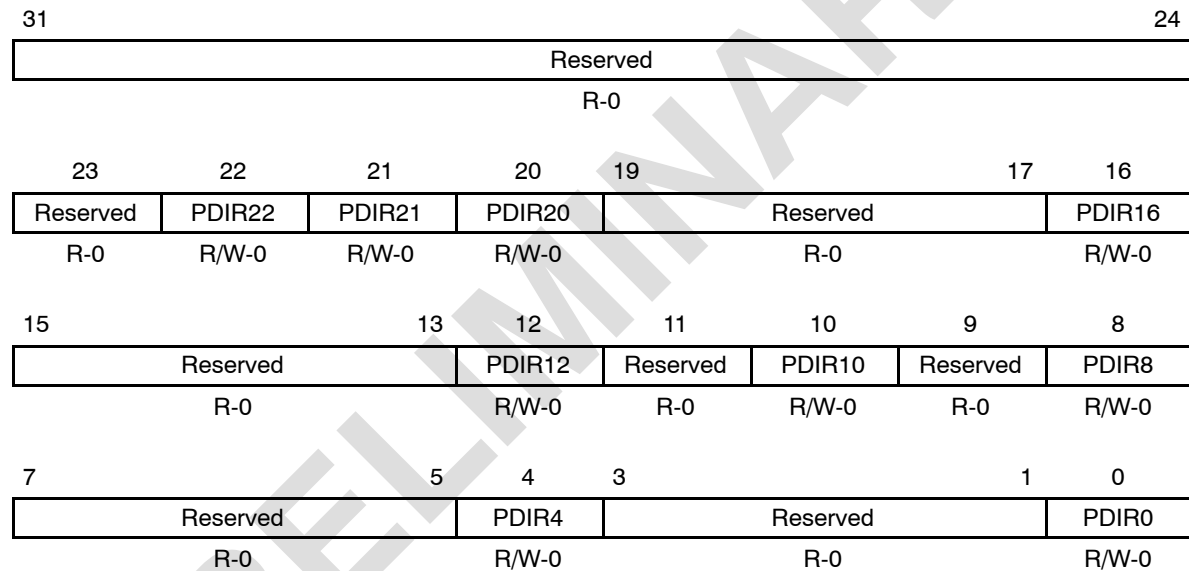 31 24
Reserved
R-0
23 22 21 20 19 17 16
Reserved PDIR22 PDIR21 PDIR20 Reserved PDIR16
R-0 R/W-0 R/W-0 R/W-0 R-0 R/W-0
15 13 12 11 10 9 8
Reserved PDIR12 Reserved PDIR10 Reserved PDIR8
R-0 R/W-0 R-0 R/W-0 R-0 R/W-0
7 5 4 3 1 0
Reserved PDIR4 Reserved PDIR0
R-0 R/W-0 R-0 R/W-0